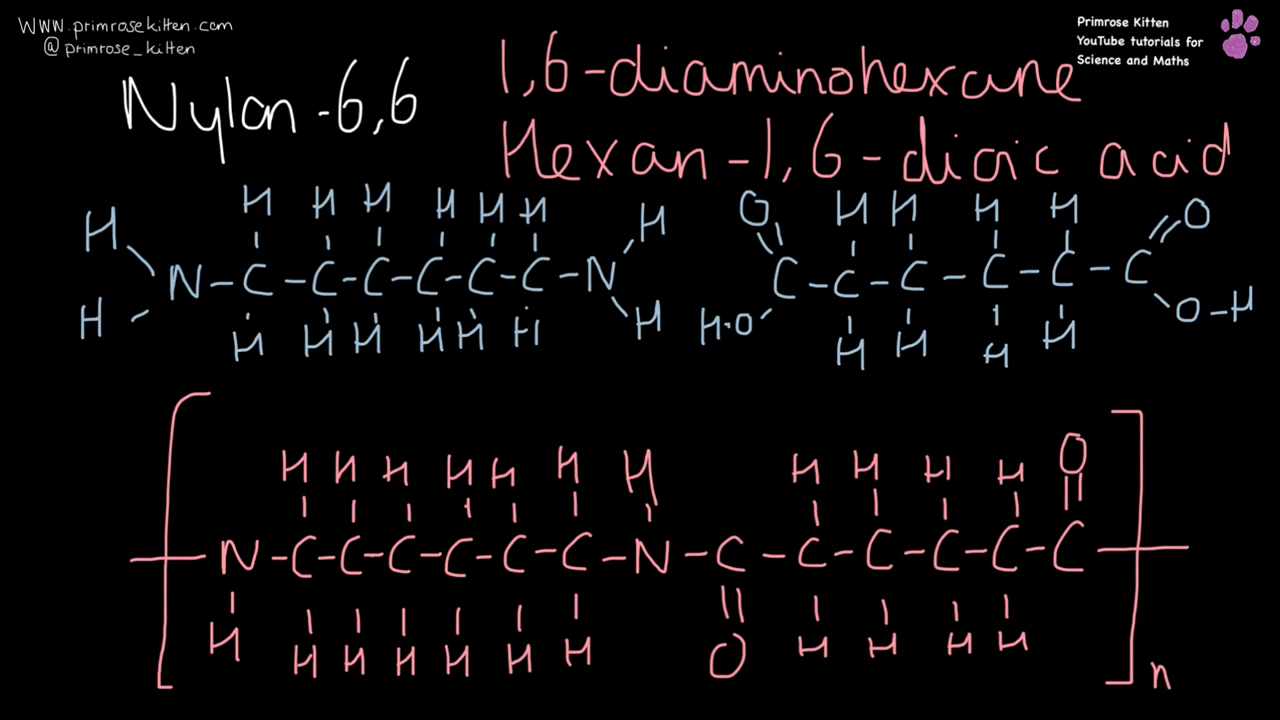 www.primrosekitten.com
@primrose_kitten
Primrose Kitten
YouTube tutorials for
Science and Maths
Nylon-6,6
1,6-diaminohexane
Hexan-1,6-dioic acid
H H H H H H H H O H H H H O
N-C-C-C-C-C-C-N C-C-C-C-C-C
H H H H H H H H H-O H H H H O-H
H H H H H H H H H H H O
N-C-C-C-C-C-C-N-C-C-C-C-C-C
H H H H H H H O H H H H
n